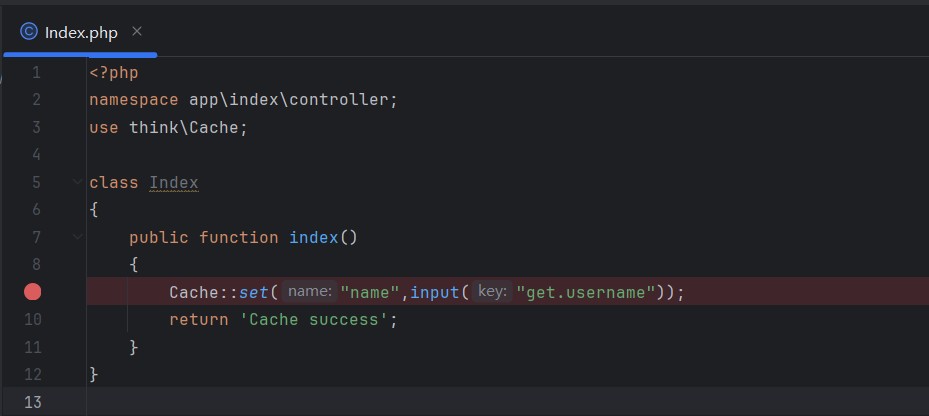 Index.php
1 <?php
2 namespace app\index\controller;
3 use think\Cache;
4
5 class Index
6 {
7 public function index()
8 {
Cache::set( name: "name",input( key: "get.username"));
10 return 'Cache success';
11 }
12 }
13